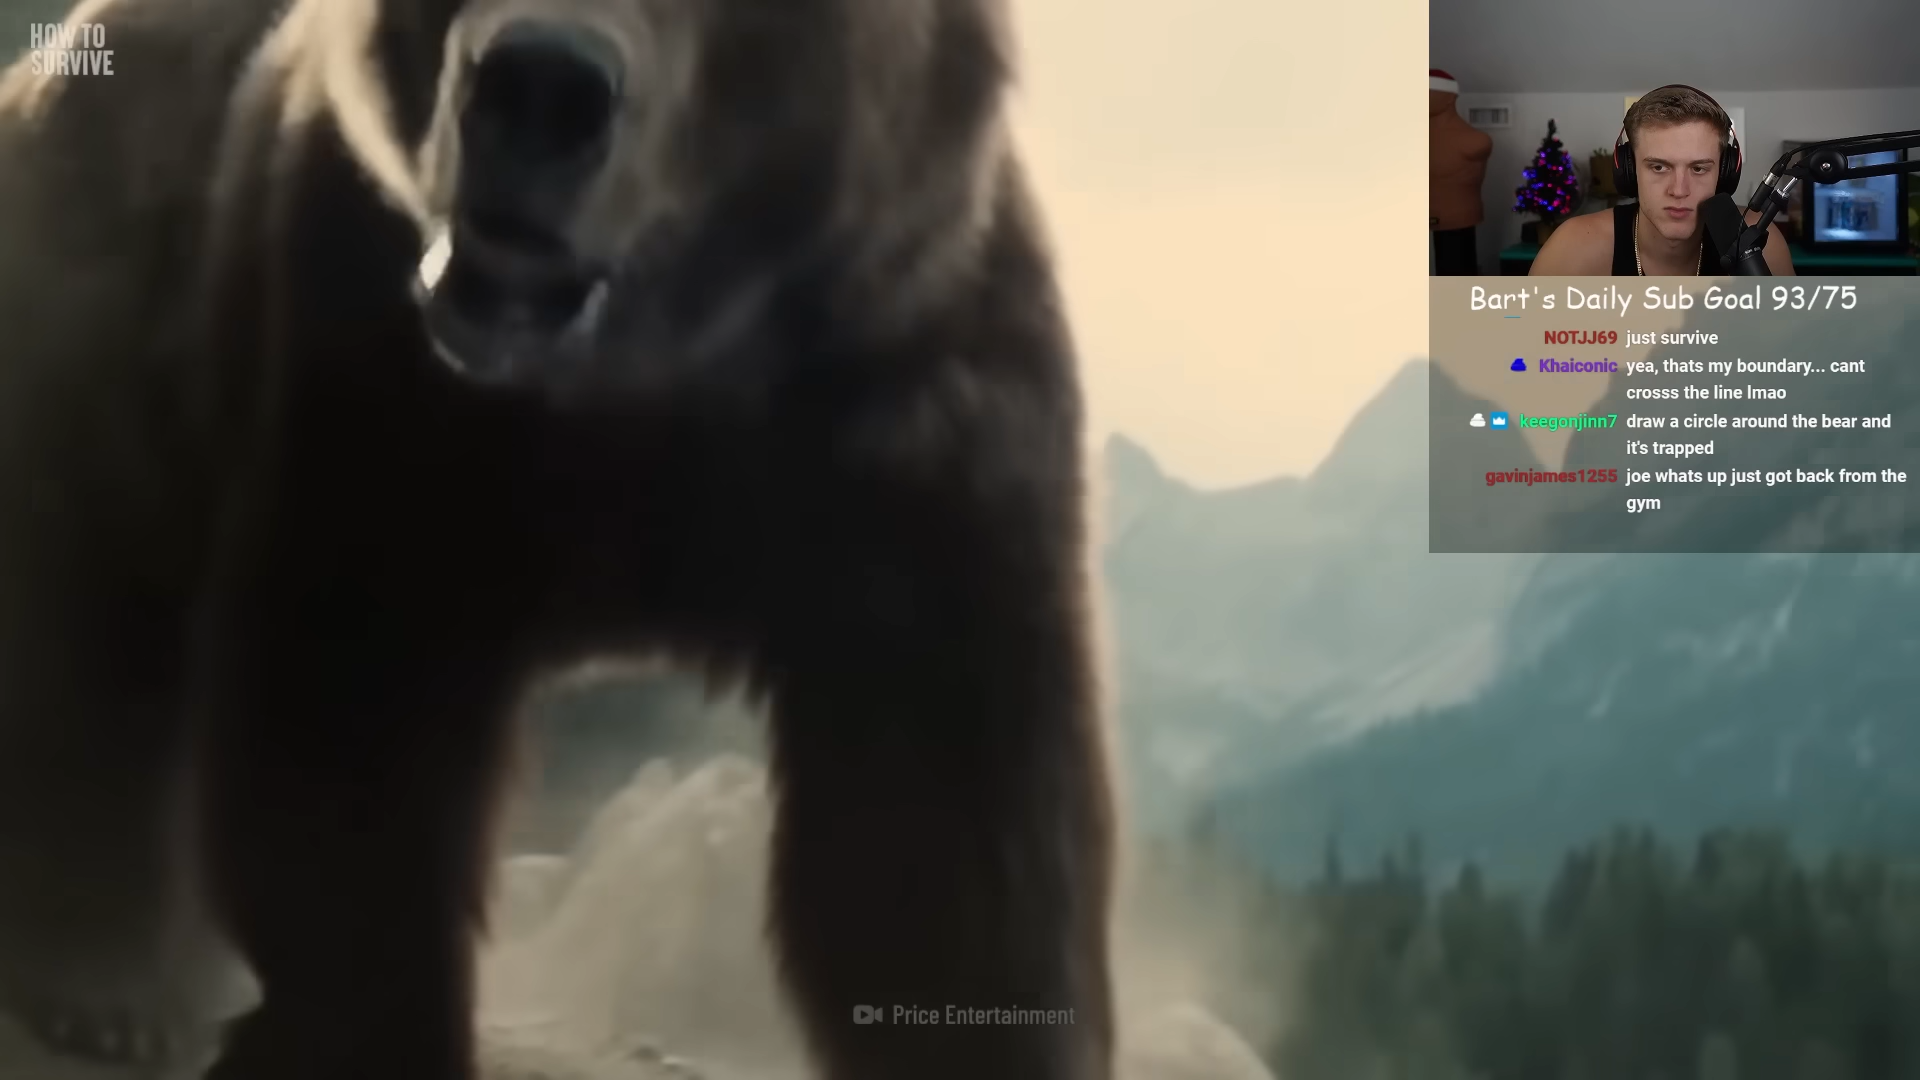 HOW TO
SURVIVE
Bart's Daily Sub Goal 93/75
NOTJJ69 just survive
Khaiconic yea, thats my boundary... cant
crosss the line lmao
keegonjinn7 draw a circle around the bear and
it's trapped
gavinjames1255 joe whats up just got back from the
gym
Price Entertainment